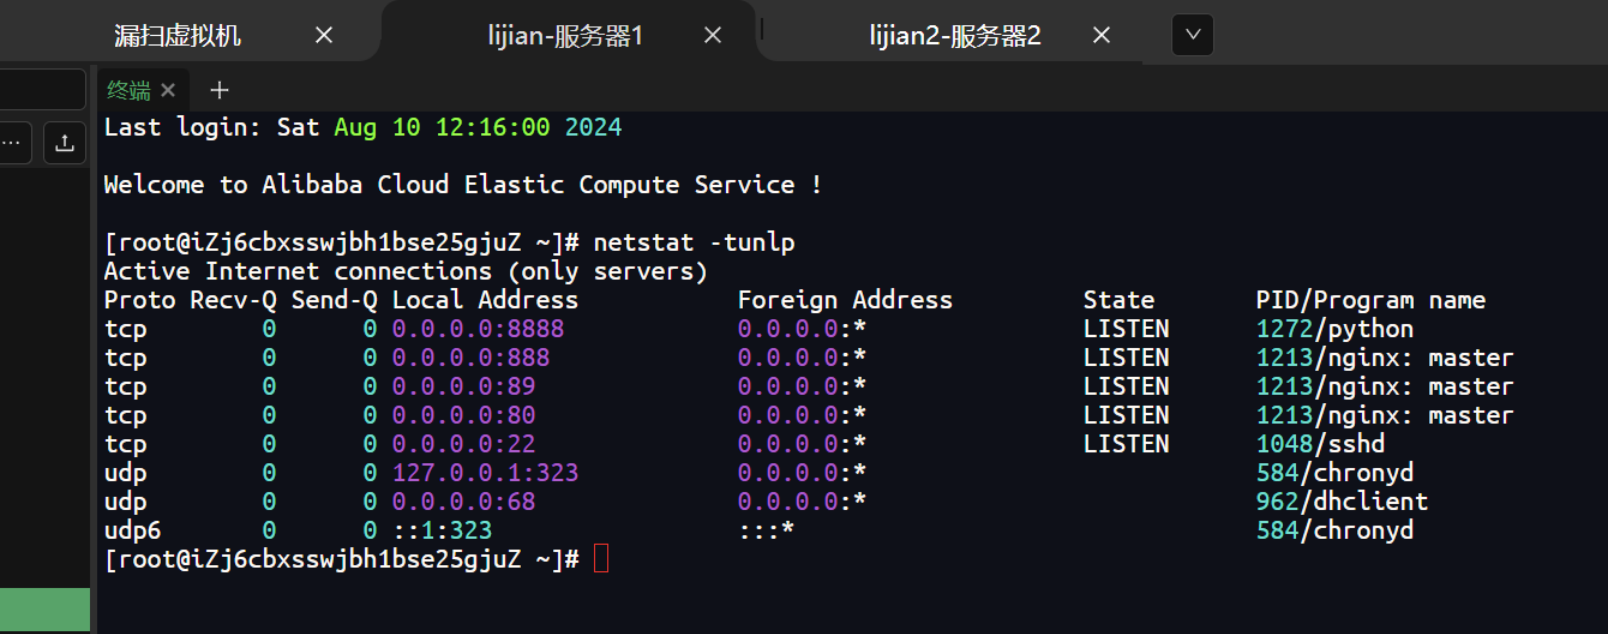 漏扫虚拟机 lijian-服务器1 lijian2-服务器2
终端
Last login: Sat Aug 10 12:16:00 2024
Welcome to Alibaba Cloud Elastic Compute Service !
[root@iZj6cbxsswjbh1bse25gjuZ ~]# netstat -tunlp
Active Internet connections (only servers)
Proto Recv-Q Send-Q Local Address Foreign Address State PID/Program name
tcp 0 0 0.0.0.0:8888 0.0.0.0:* LISTEN 1272/python
tcp 0 0 0.0.0.0:888 0.0.0.0:* LISTEN 1213/nginx: master
tcp 0 0 0.0.0.0:89 0.0.0.0:* LISTEN 1213/nginx: master
tcp 0 0 0.0.0.0:80 0.0.0.0:* LISTEN 1213/nginx: master
tcp 0 0 0.0.0.0:22 0.0.0.0:* LISTEN 1048/sshd
udp 0 0 127.0.0.1:323 0.0.0.0:* 584/chronyd
udp 0 0 0.0.0.0:68 0.0.0.0:* 962/dhclient
udp6 0 0 ::1:323 :::* 584/chronyd
[root@iZj6cbxsswjbh1bse25gjuZ ~]#